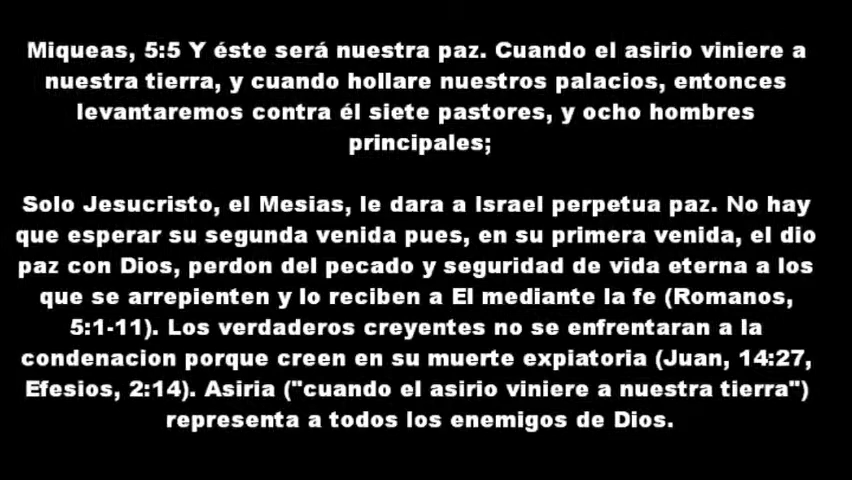 Miqueas, 5:5 Y éste será nuestra paz. Cuando el asirio viniere a
nuestra tierra, y cuando hollare nuestros palacios, entonces
levantaremos contra él siete pastores, y ocho hombres
principales;
Solo Jesucristo, el Mesias, le dara a Israel perpetua paz. No hay
que esperar su segunda venida pues, en su primera venida, el dio
paz con Dios, perdon del pecado y seguridad de vida eterna a los
que se arrepienten y lo reciben a El mediante la fe (Romanos,
5:1-11). Los verdaderos creyentes no se enfrentaran a la
condenacion porque creen en su muerte expiatoria (Juan, 14:27,
Efesios, 2:14). Asiria ("cuando el asirio viniere a nuestra tierra")
representa a todos los enemigos de Dios.